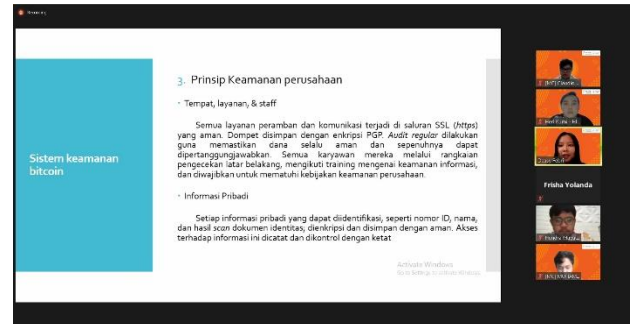 3. Prinsip Keamanan perusahaan
• Tempat, layanan, & staff
Semua layanan peramban dan komunikasi terjadi di saluran SSL (https)
yang aman. Dompet disimpan dengan enkripsi PGP. Audit regular dilakukan
guna memastikan dana selalu aman dan sepenuhnya dapat
dipertanggungjawabkan. Semua karyawan mereka melalui rangkaian
pengecekan latar belakang, mengikuti training mengenai keamanan informasi,
dan diwajibkan untuk mematuhi kebijakan keamanan perusahaan.
Sistem keamanan
bitcoin
• Informasi Pribadi
Setiap informasi pribadi yang dapat diidentifikasi, seperti nomor ID, nama,
dan hasil scan dokumen identitas, dienkripsi dan disimpan dengan aman. Akses
terhadap informasi ini dicatat dan dikontrol dengan ketat
Activate Windows
Frisha Yolanda